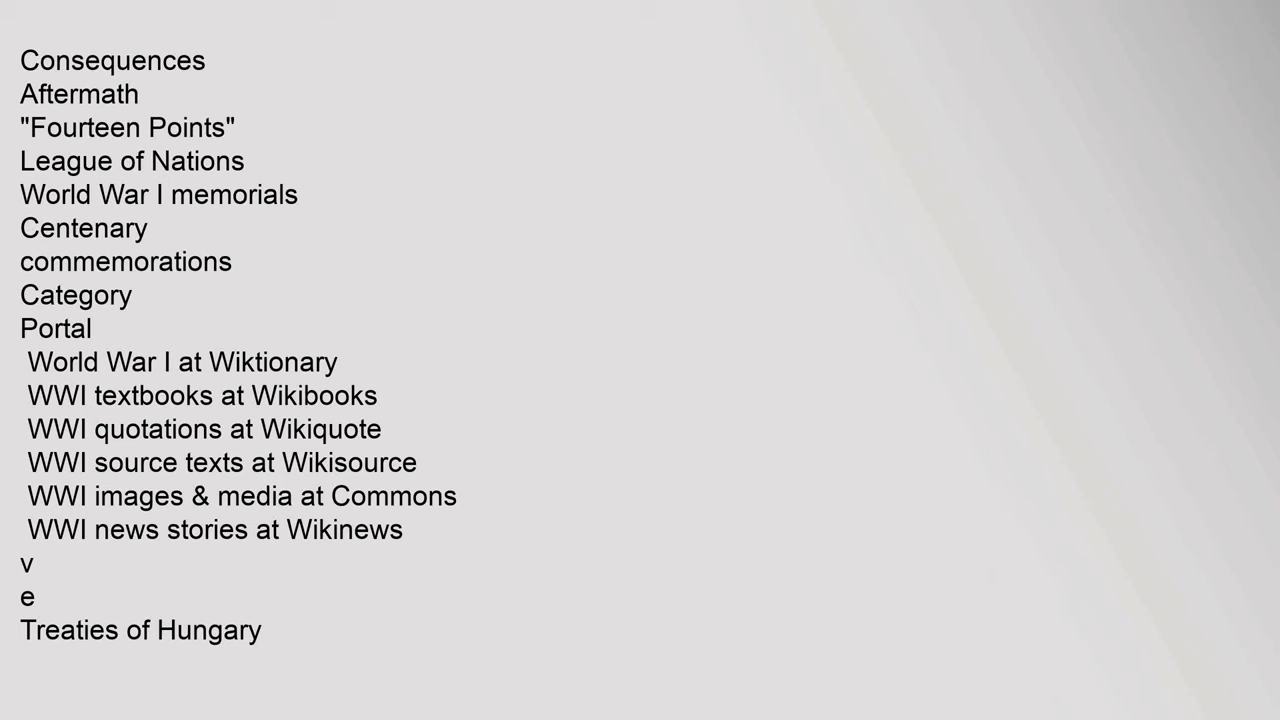 Consequences
Aftermath
"Fourteen Points"
League of Nations
World War I memorials
Centenary
commemorations
Category
Portal
World War I at Wiktionary
WWI textbooks at Wikibooks
WWI quotations at Wikiquote
WWI source texts at Wikisource
WWI images & media at Commons
WWI news stories at Wikinews
v
e
Treaties of Hungary